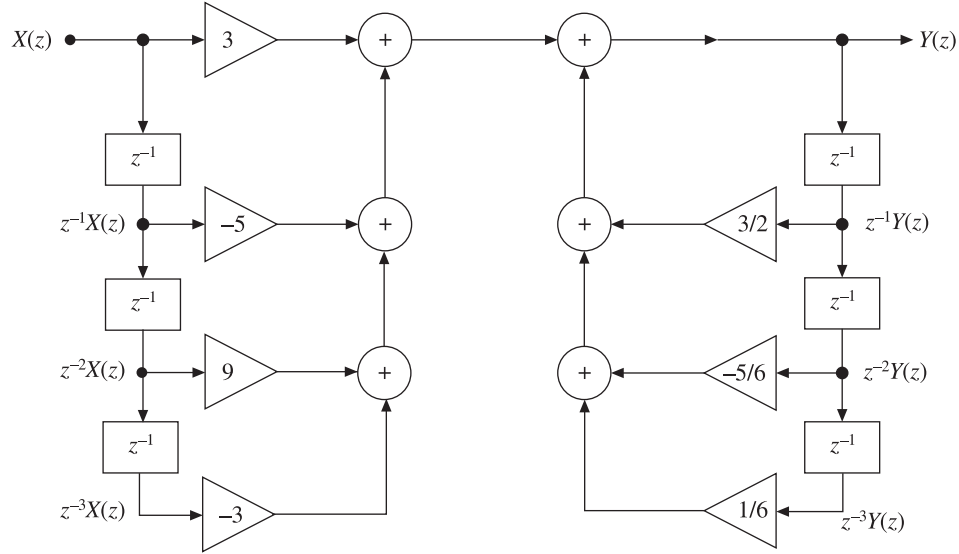 X(z) 3 + + Y(z)
z⁻¹ z⁻¹
z⁻¹X(z) −5 + + 3/2 z⁻¹Y(z)
z⁻¹ z⁻¹
z⁻²X(z) 9 + + −5/6 z⁻²Y(z)
z⁻¹ z⁻¹
z⁻³X(z) −3 1/6 z⁻³Y(z)